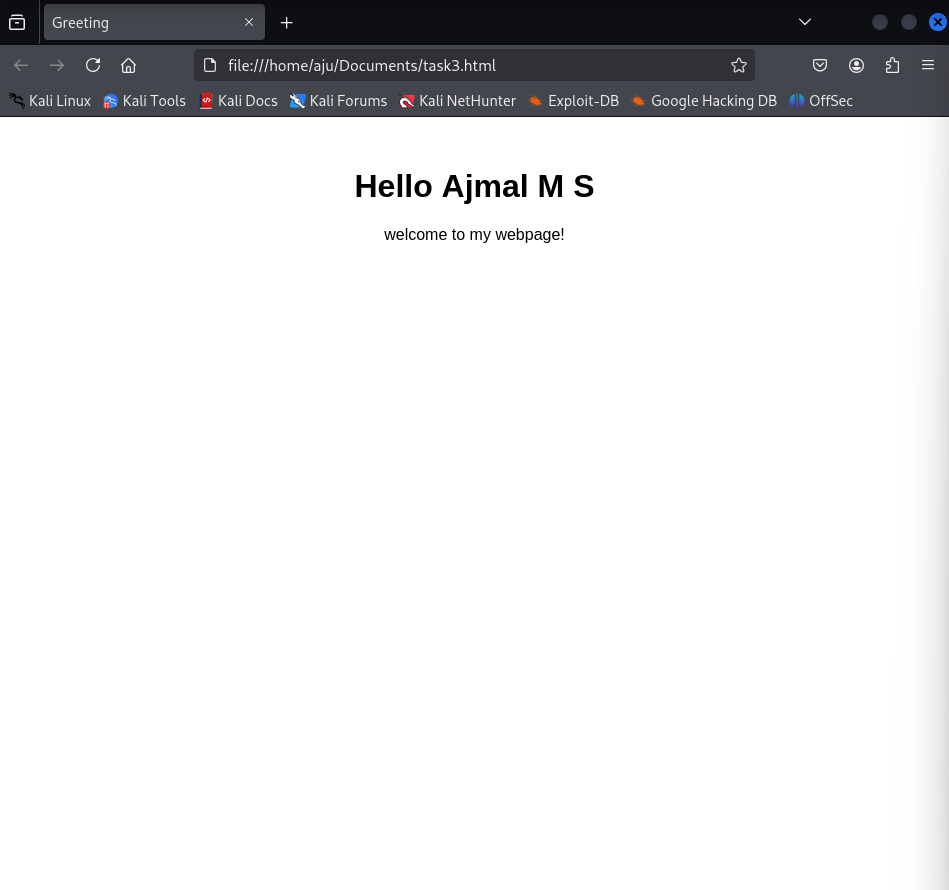 Greeting
file:///home/aju/Documents/task3.html
Kali Linux Kali Tools Kali Docs Kali Forums Kali NetHunter Exploit-DB Google Hacking DB OffSec
Hello Ajmal M S
welcome to my webpage!